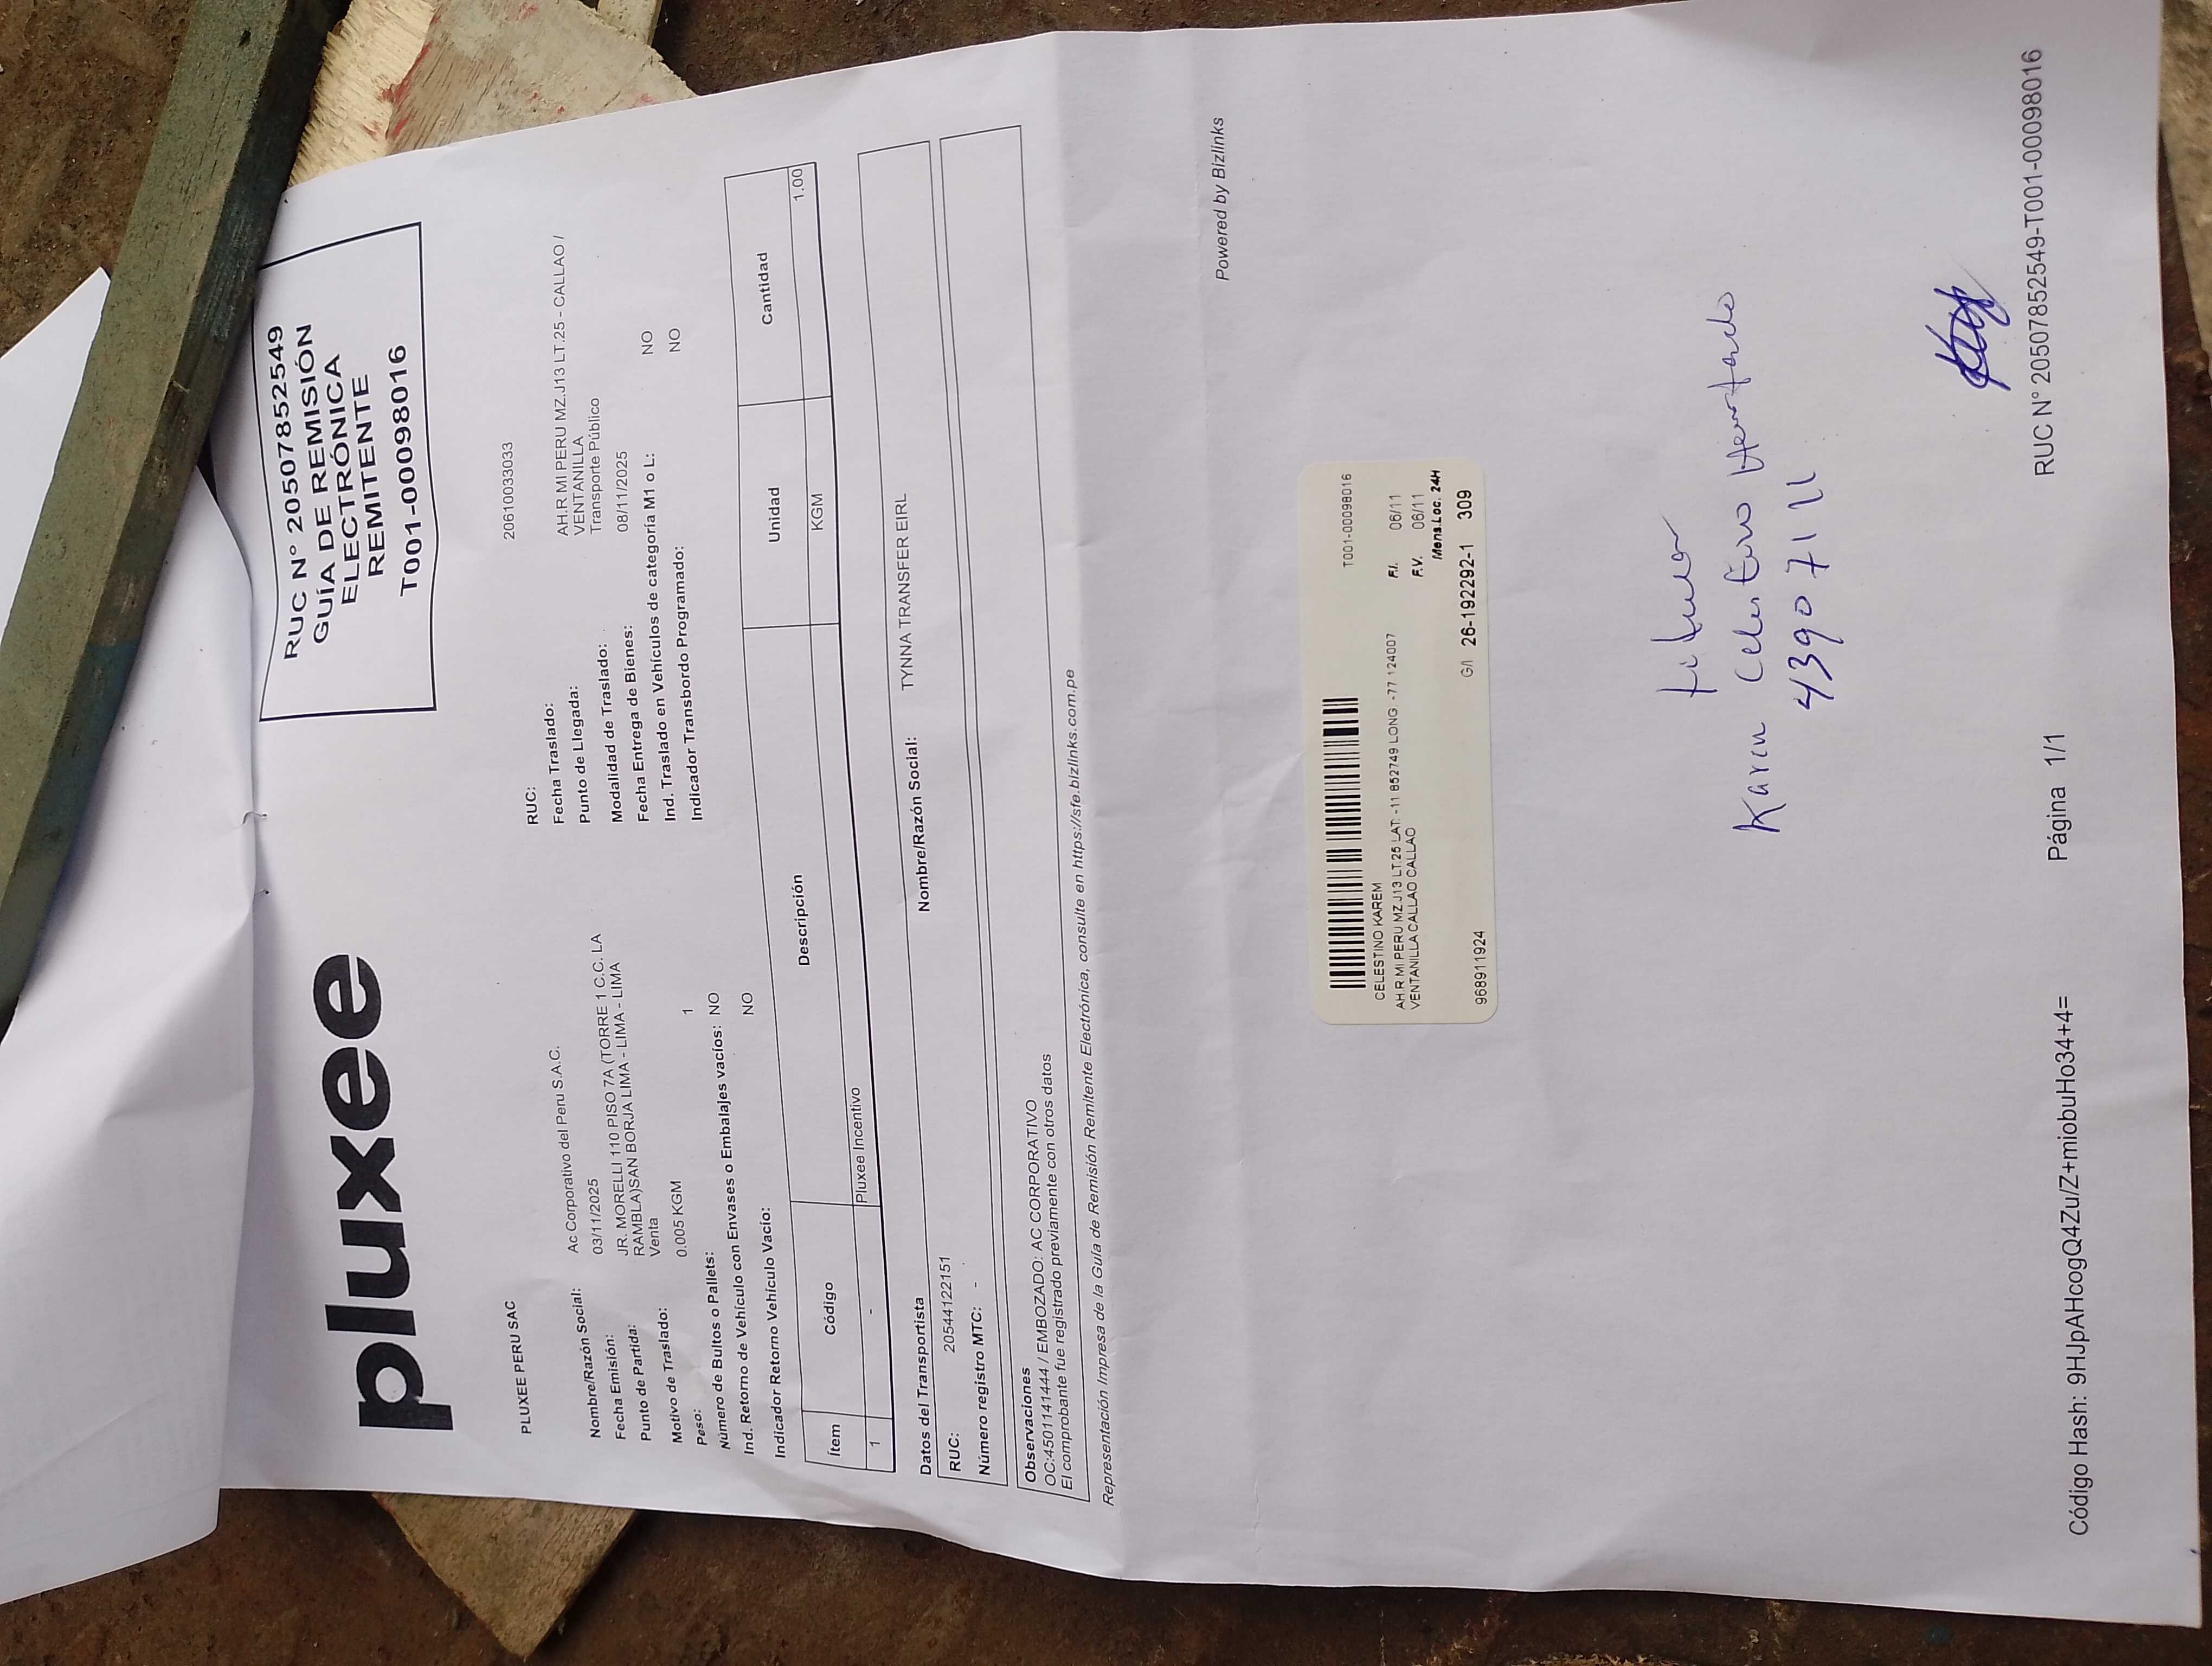 pluxee
RUC N° 20507852549
GUÍA DE REMISIÓN
ELECTRÓNICA
REMITENTE
T001-00098016
PLUXEE PERU SAC
Nombre/Razón Social: Ac Corporativo del Peru S.A.C.
Fecha Emisión: 03/11/2025
Punto de Partida: JR. MORELLI 110 PISO 7A (TORRE 1 C.C. LA
RAMBLA)SAN BORJA LIMA - LIMA - LIMA
Motivo de Traslado: Venta
Peso: 0.005 KGM
Número de Bultos o Pallets: 1
Ind. Retorno de Vehículo con Envases o Embalajes vacíos: NO
Indicador Retorno Vehículo Vacío: NO
RUC: 20610033033
Fecha Traslado:
Punto de Llegada: AH.R MI PERU MZ.J13 LT.25 - CALLAO /
VENTANILLA
Modalidad de Traslado: Transporte Público
Fecha Entrega de Bienes: 08/11/2025
Ind. Traslado en Vehículos de categoría M1 o L: NO
Indicador Transbordo Programado: NO
Ítem Código Descripción Unidad Cantidad
1 - Pluxee Incentivo KGM 1.00
Datos del Transportista
RUC: 20544122151 Nombre/Razón Social: TYNNA TRANSFER EIRL
Número registro MTC: -
Observaciones
OC:4501141444 / EMBOZADO: AC CORPORATIVO
El comprobante fue registrado previamente con otros datos
Representación Impresa de la Guía de Remisión Remitente Electrónica, consulte en https://sfe.bizlinks.com.pe
Powered by Bizlinks
T001-00098016
CELESTINO KAREM
AH.R MI PERU MZ.J13 LT.25 LAT: -11 852749 LONG -77 124007
VENTANILLA CALLAO CALLAO
F.I. 06/11
F.V. 06/11
Mens.Loc. 24H
968911924 G/I 26-192292-1 309
Karen Celestino Hurtado
43907111
Código Hash: 9HJpAHcogQ4Zu/Z+miobuHo34+4= Página 1/1 RUC N° 20507852549-T001-00098016